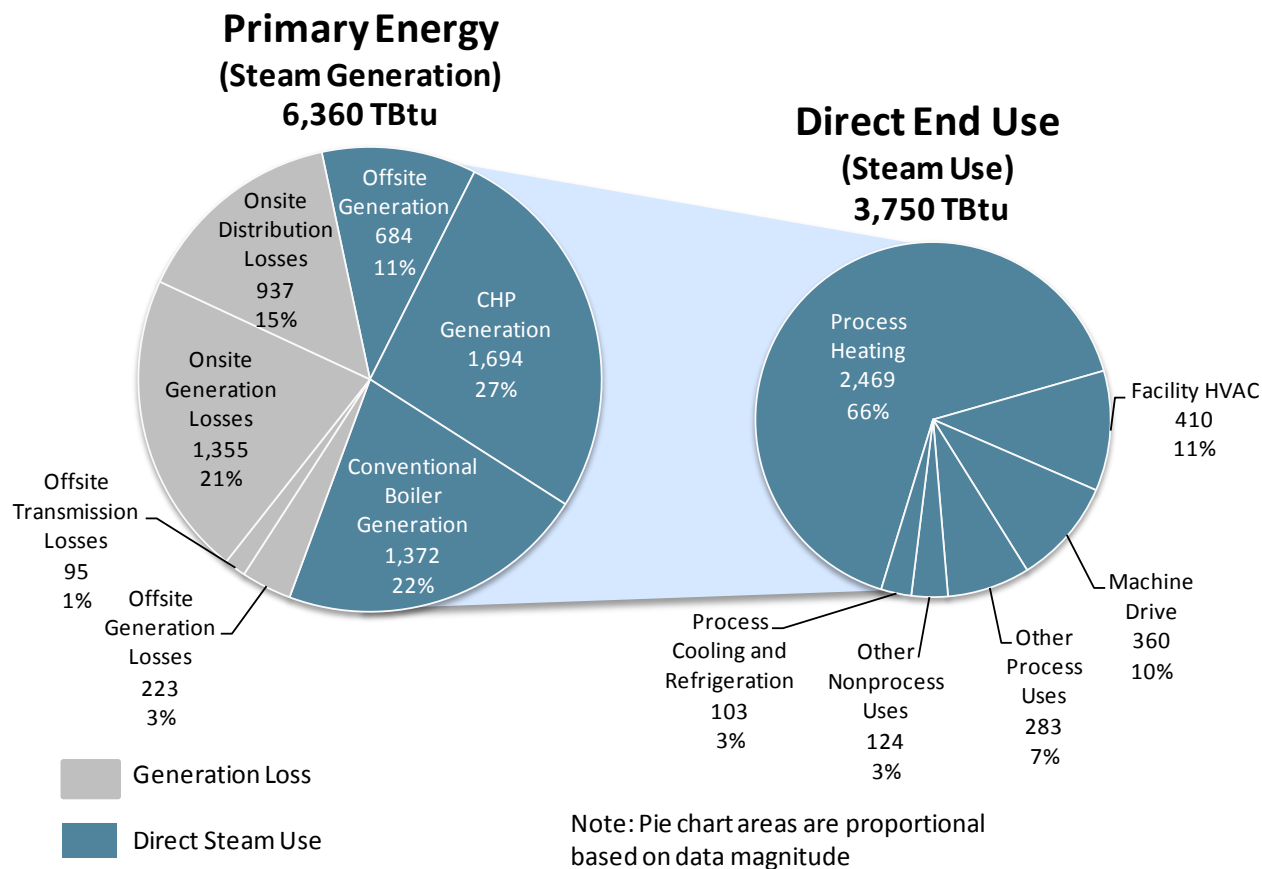 Primary Energy
(Steam Generation)
6,360 TBtu
Direct End Use
(Steam Use)
3,750 TBtu
Offsite
Generation
684
11%
CHP
Generation
1,694
27%
Conventional
Boiler
Generation
1,372
22%
Offsite
Generation
Losses
223
3%
Offsite
Transmission
Losses
95
1%
Onsite
Generation
Losses
1,355
21%
Onsite
Distribution
Losses
937
15%
Process
Heating
2,469
66%
Facility HVAC
410
11%
Machine
Drive
360
10%
Other
Process
Uses
283
7%
Other
Nonprocess
Uses
124
3%
Process
Cooling and
Refrigeration
103
3%
Generation Loss
Direct Steam Use
Note: Pie chart areas are proportional
based on data magnitude